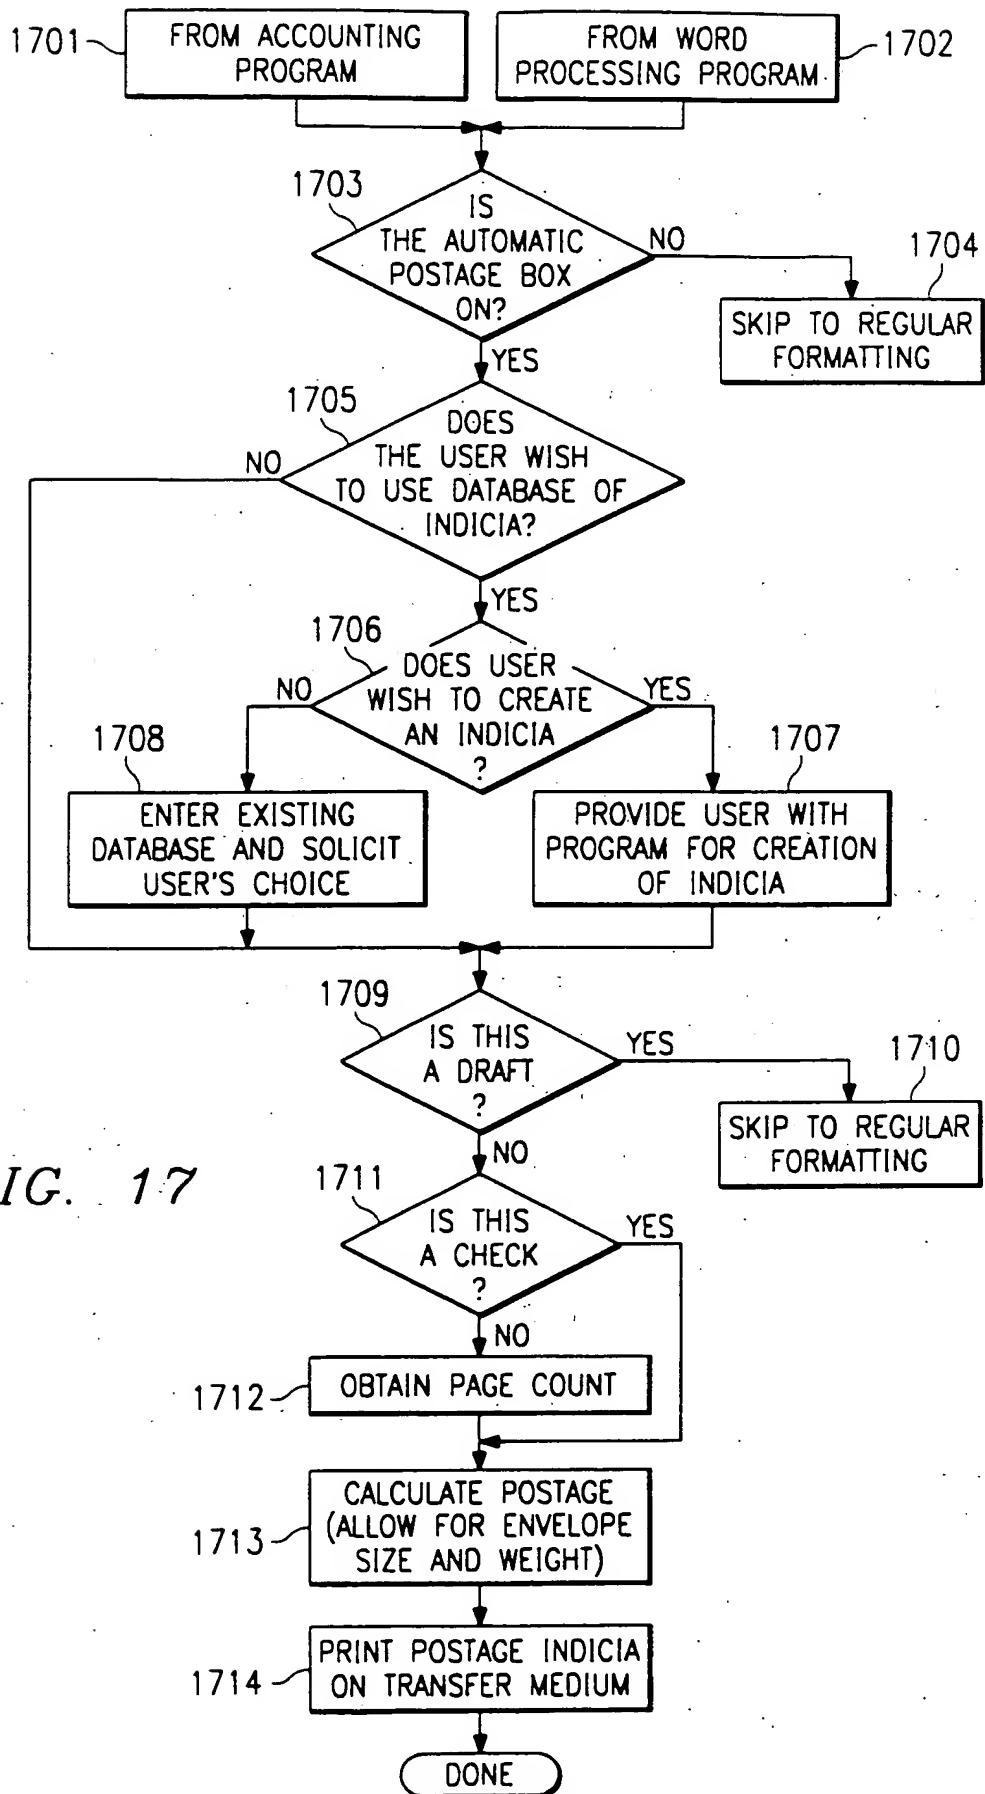 1701
FROM ACCOUNTING
PROGRAM
FROM WORD
PROCESSING PROGRAM
1702
1703
IS
THE AUTOMATIC
POSTAGE BOX
ON?
NO
1704
SKIP TO REGULAR
FORMATTING
YES
1705
DOES
THE USER WISH
TO USE DATABASE OF
INDICIA?
NO
YES
1706
DOES USER
WISH TO CREATE
AN INDICIA
?
NO
YES
1708
ENTER EXISTING
DATABASE AND SOLICIT
USER'S CHOICE
1707
PROVIDE USER WITH
PROGRAM FOR CREATION
OF INDICIA
1709
IS THIS
A DRAFT
?
YES
1710
SKIP TO REGULAR
FORMATTING
NO
IG. 17
1711
IS THIS
A CHECK
?
YES
NO
1712
OBTAIN PAGE COUNT
1713
CALCULATE POSTAGE
(ALLOW FOR ENVELOPE
SIZE AND WEIGHT)
1714
PRINT POSTAGE INDICIA
ON TRANSFER MEDIUM
DONE